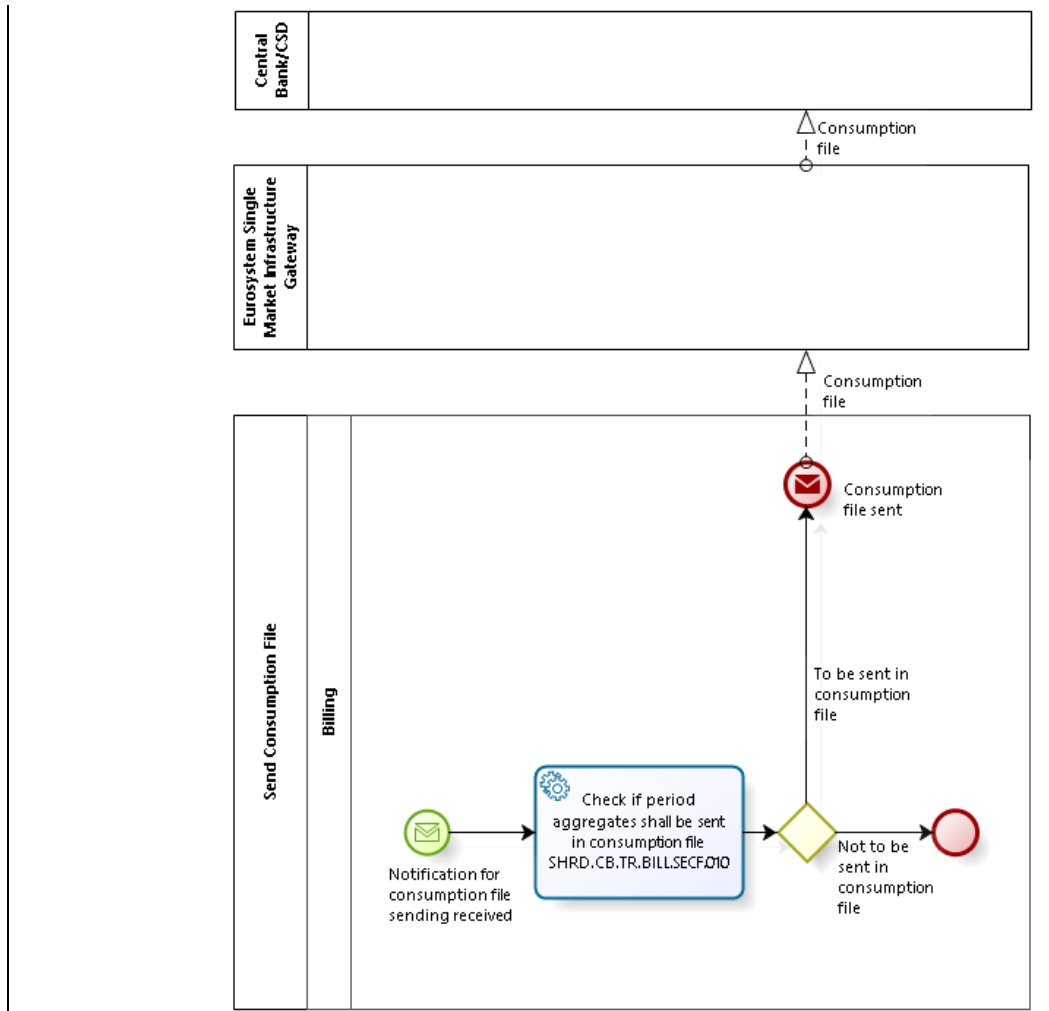 Central
Bank/CSD
Consumption
file
Eurosystem Single
Market Infrastructure
Gateway
Consumption
file
Send Consumption File
Billing
Consumption
file sent
To be sent in
consumption
file
Check if period
aggregates shall be sent
in consumption file
SHRD.CB.TR.BILL.SECF.010
Notification for
consumption file
sending received
Not to be
sent in
consumption
file